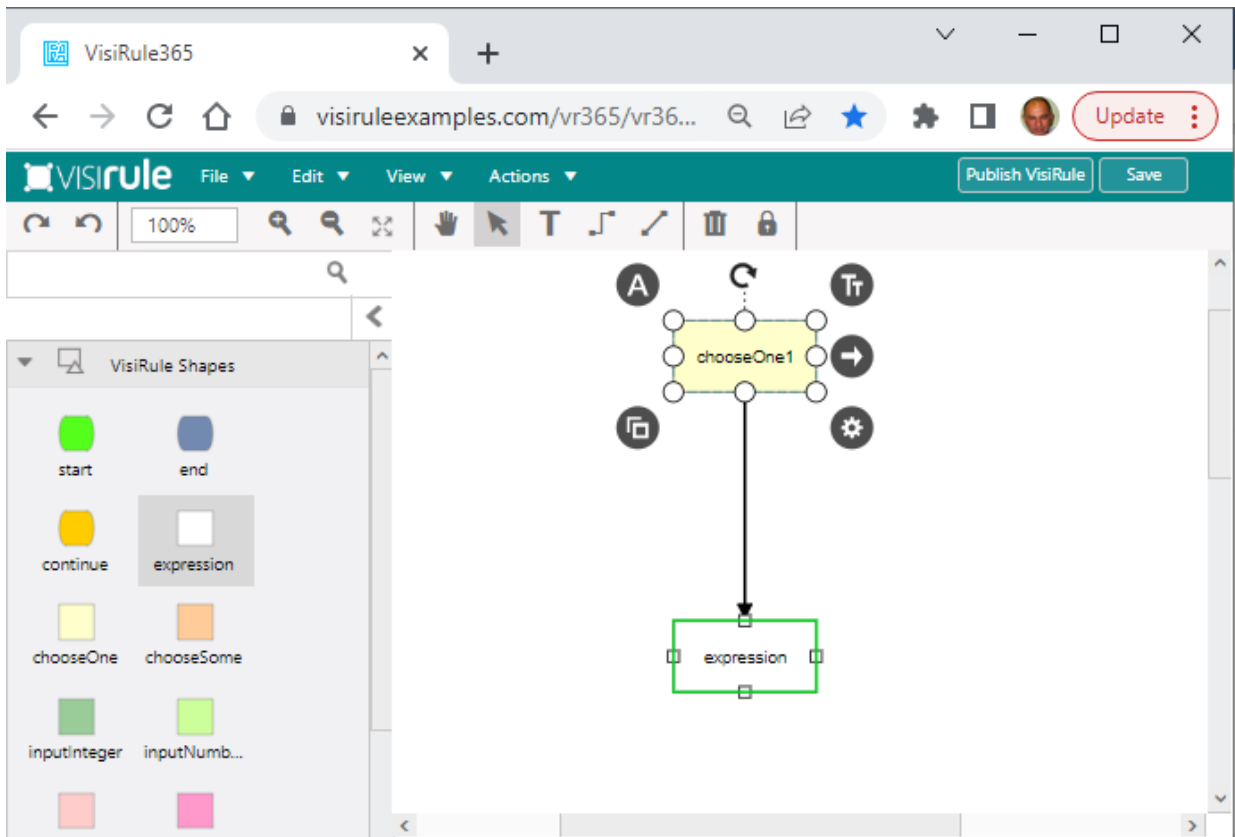 VisiRule365
visiruleexamples.com/vr365/vr36...
Update
VISIrule File Edit View Actions Publish VisiRule Save
100% T
A Tт
chooseOne1
VisiRule Shapes
start end
continue expression
chooseOne chooseSome
inputInteger inputNumb...
expression